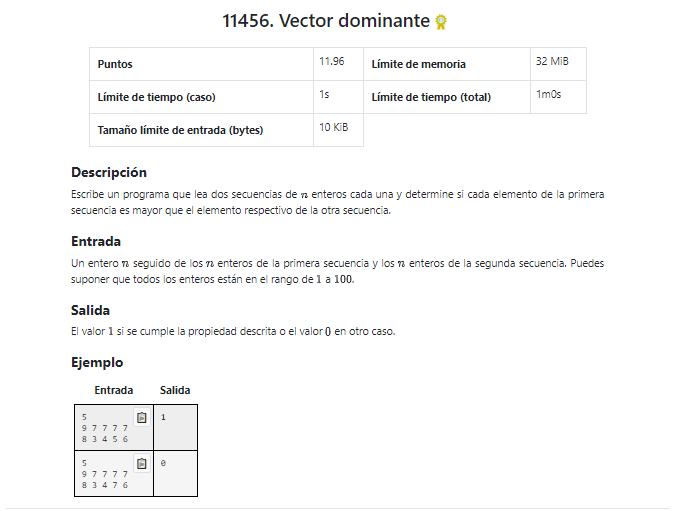 11456. Vector dominante
Puntos 11.96 Límite de memoria 32 MiB
Límite de tiempo (caso) 1s Límite de tiempo (total) 1m0s
Tamaño límite de entrada (bytes) 10 KiB
Descripción
Escribe un programa que lea dos secuencias de n enteros cada una y determine si cada elemento de la primera
secuencia es mayor que el elemento respectivo de la otra secuencia.
Entrada
Un entero n seguido de los n enteros de la primera secuencia y los n enteros de la segunda secuencia. Puedes
suponer que todos los enteros están en el rango de 1 a 100.
Salida
El valor 1 si se cumple la propiedad descrita o el valor 0 en otro caso.
Ejemplo
Entrada Salida
5 1
9 7 7 7 7
8 3 4 5 6
5 0
9 7 7 7 7
8 3 4 7 6